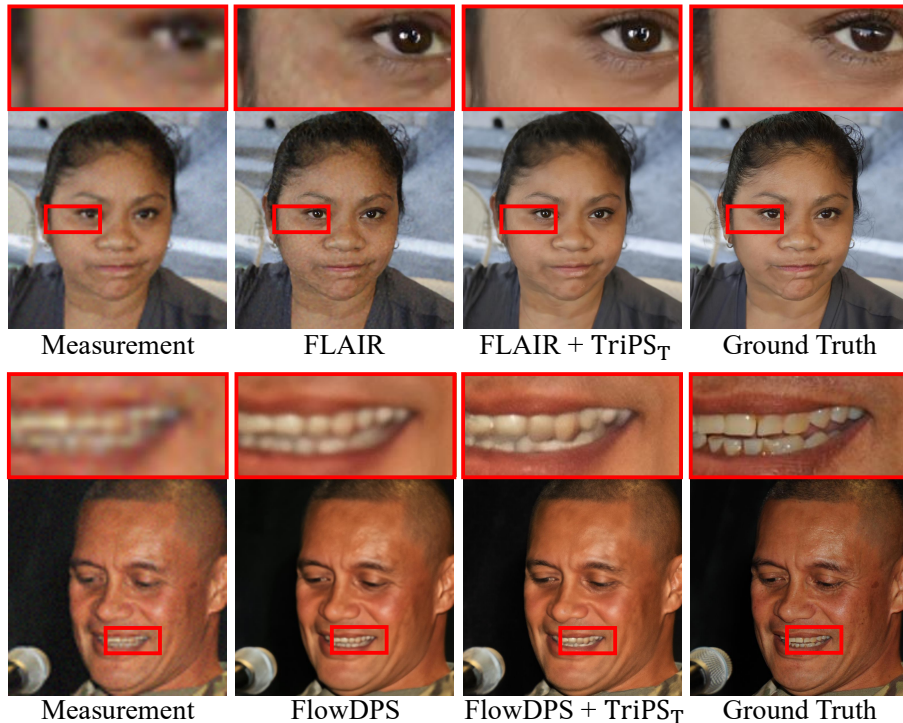 Measurement FLAIR FLAIR + TriPS_T Ground Truth
Measurement FlowDPS FlowDPS + TriPS_T Ground Truth